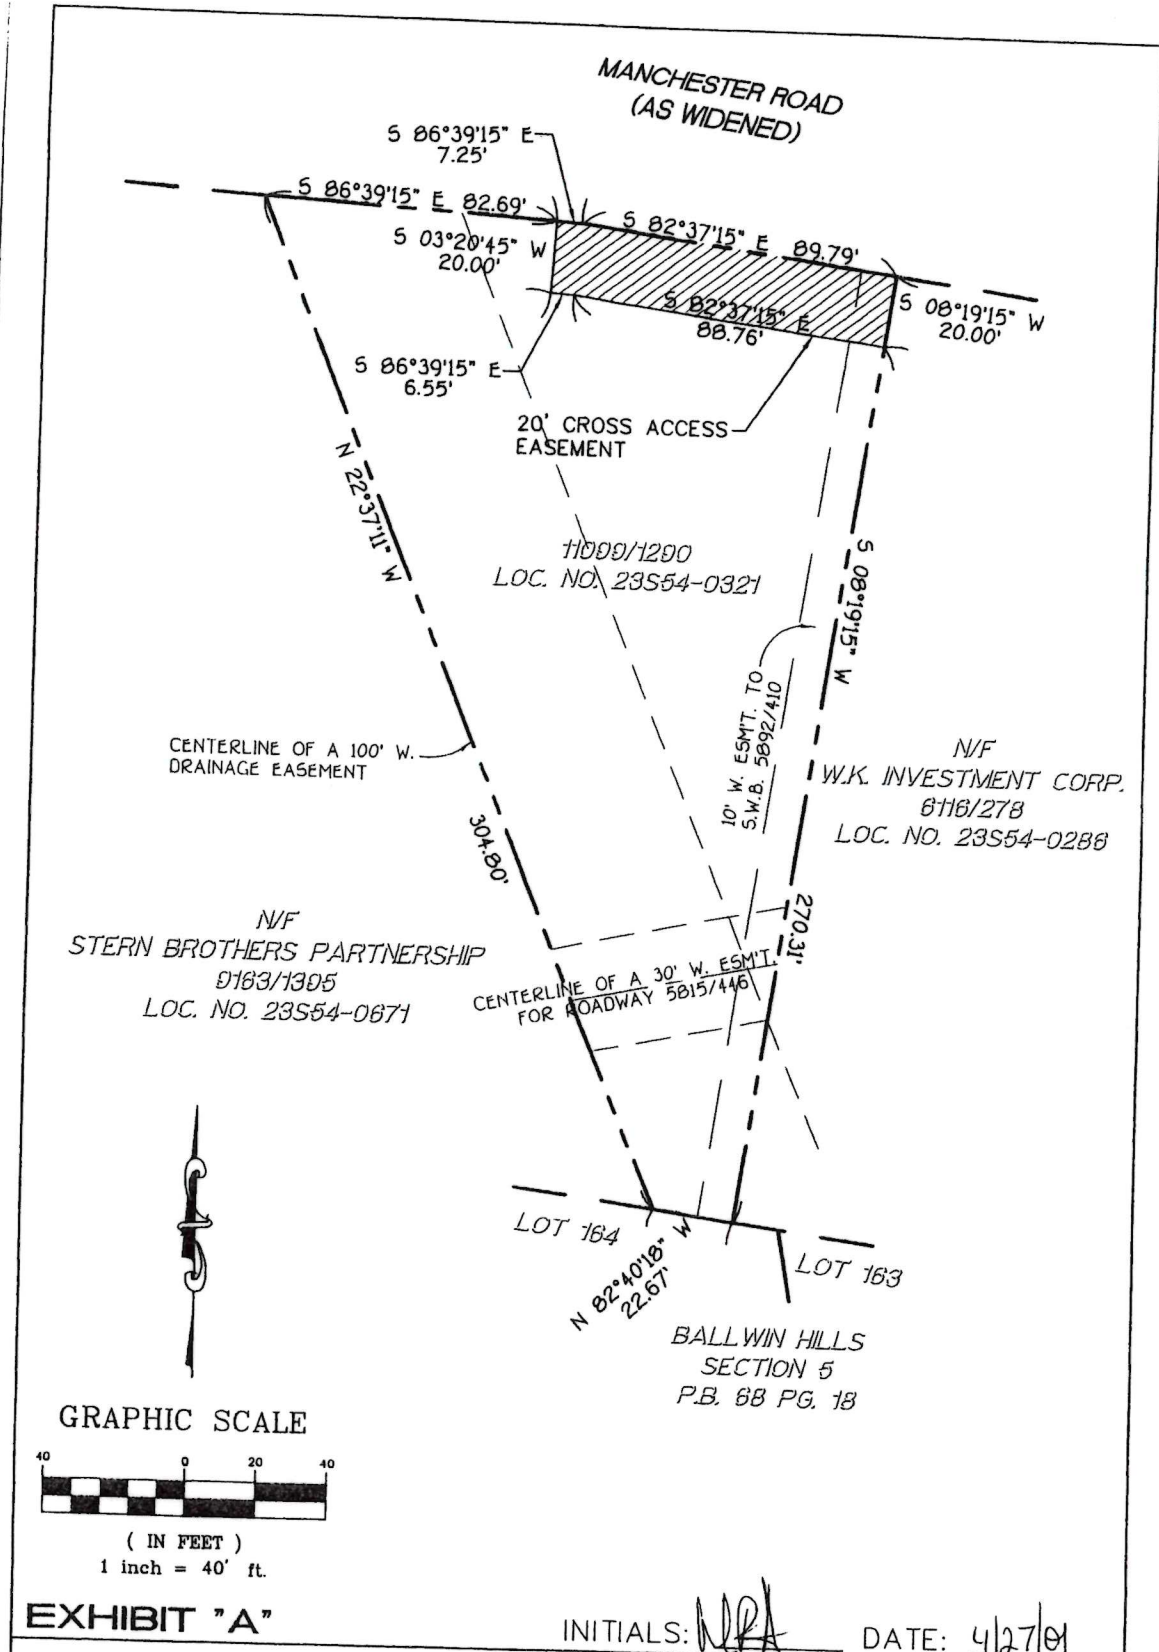 MANCHESTER ROAD
(AS WIDENED)
S 86°39'15" E
7.25'
S 86°39'15" E 82.69'
S 82°37'15" E 89.79'
S 03°20'45" W
20.00'
S 82°37'15" E
88.76'
S 08°19'15" W
20.00'
S 86°39'15" E
6.55'
20' CROSS ACCESS
EASEMENT
N 22°37'11" W
11099/1290
LOC. NO. 23S54-0321
S 08°19'15" W
10' W. ESM'T. TO
S.W.B. 5892/410
CENTERLINE OF A 100' W.
DRAINAGE EASEMENT
N/F
W.K. INVESTMENT CORP.
6116/278
LOC. NO. 23S54-0286
304.80'
270.31'
N/F
STERN BROTHERS PARTNERSHIP
9163/1395
LOC. NO. 23S54-0671
CENTERLINE OF A 30' W. ESM'T.
FOR ROADWAY 5815/446
LOT 164
LOT 163
N 82°40'18" W
22.67'
BALLWIN HILLS
SECTION 5
P.B. 68 PG. 18
GRAPHIC SCALE
40 0 20 40
( IN FEET )
1 inch = 40' ft.
EXHIBIT "A"
INITIALS: DATE: 4/27/01